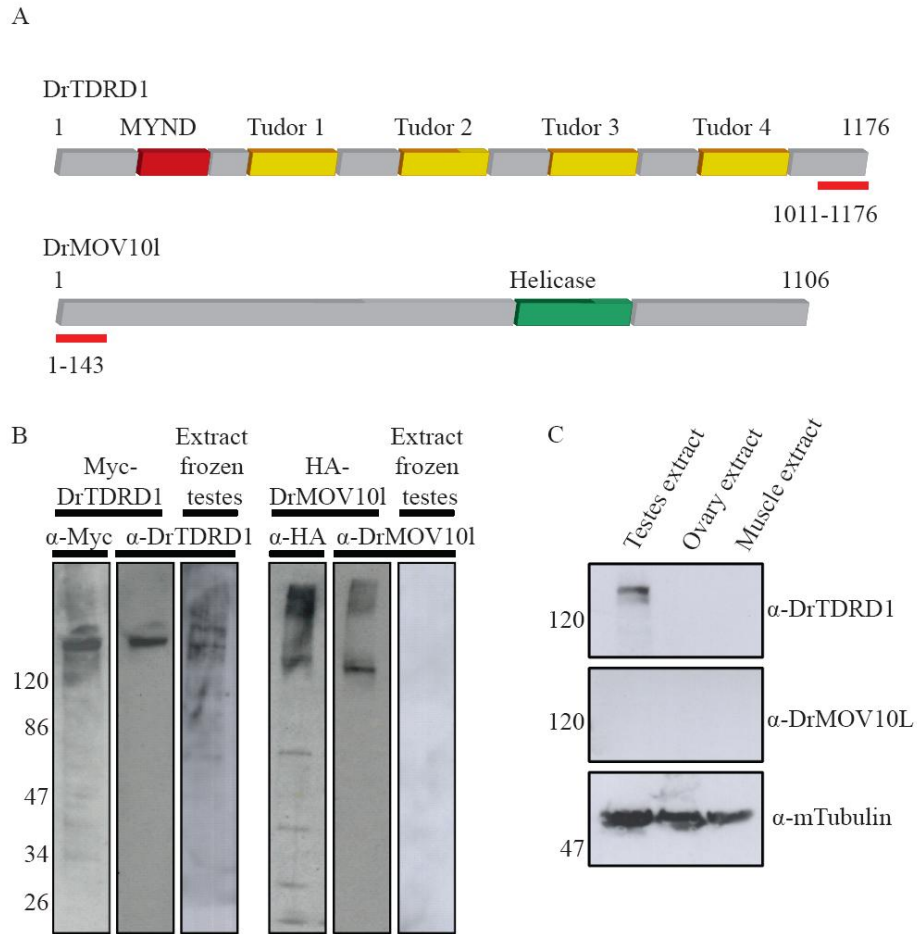 A
DrTDRD1
1 MYND Tudor 1 Tudor 2 Tudor 3 Tudor 4 1176
1011-1176
DrMOV10l
1 Helicase 1106
1-143
B
Myc-
DrTDRD1
Extract
frozen
testes
HA-
DrMOV10l
Extract
frozen
testes
α-Myc α-DrTDRD1 α-HA α-DrMOV10l
120
86
47
34
26
C
Testes extract
Ovary extract
Muscle extract
120 α-DrTDRD1
120 α-DrMOV10L
47 α-mTubulin